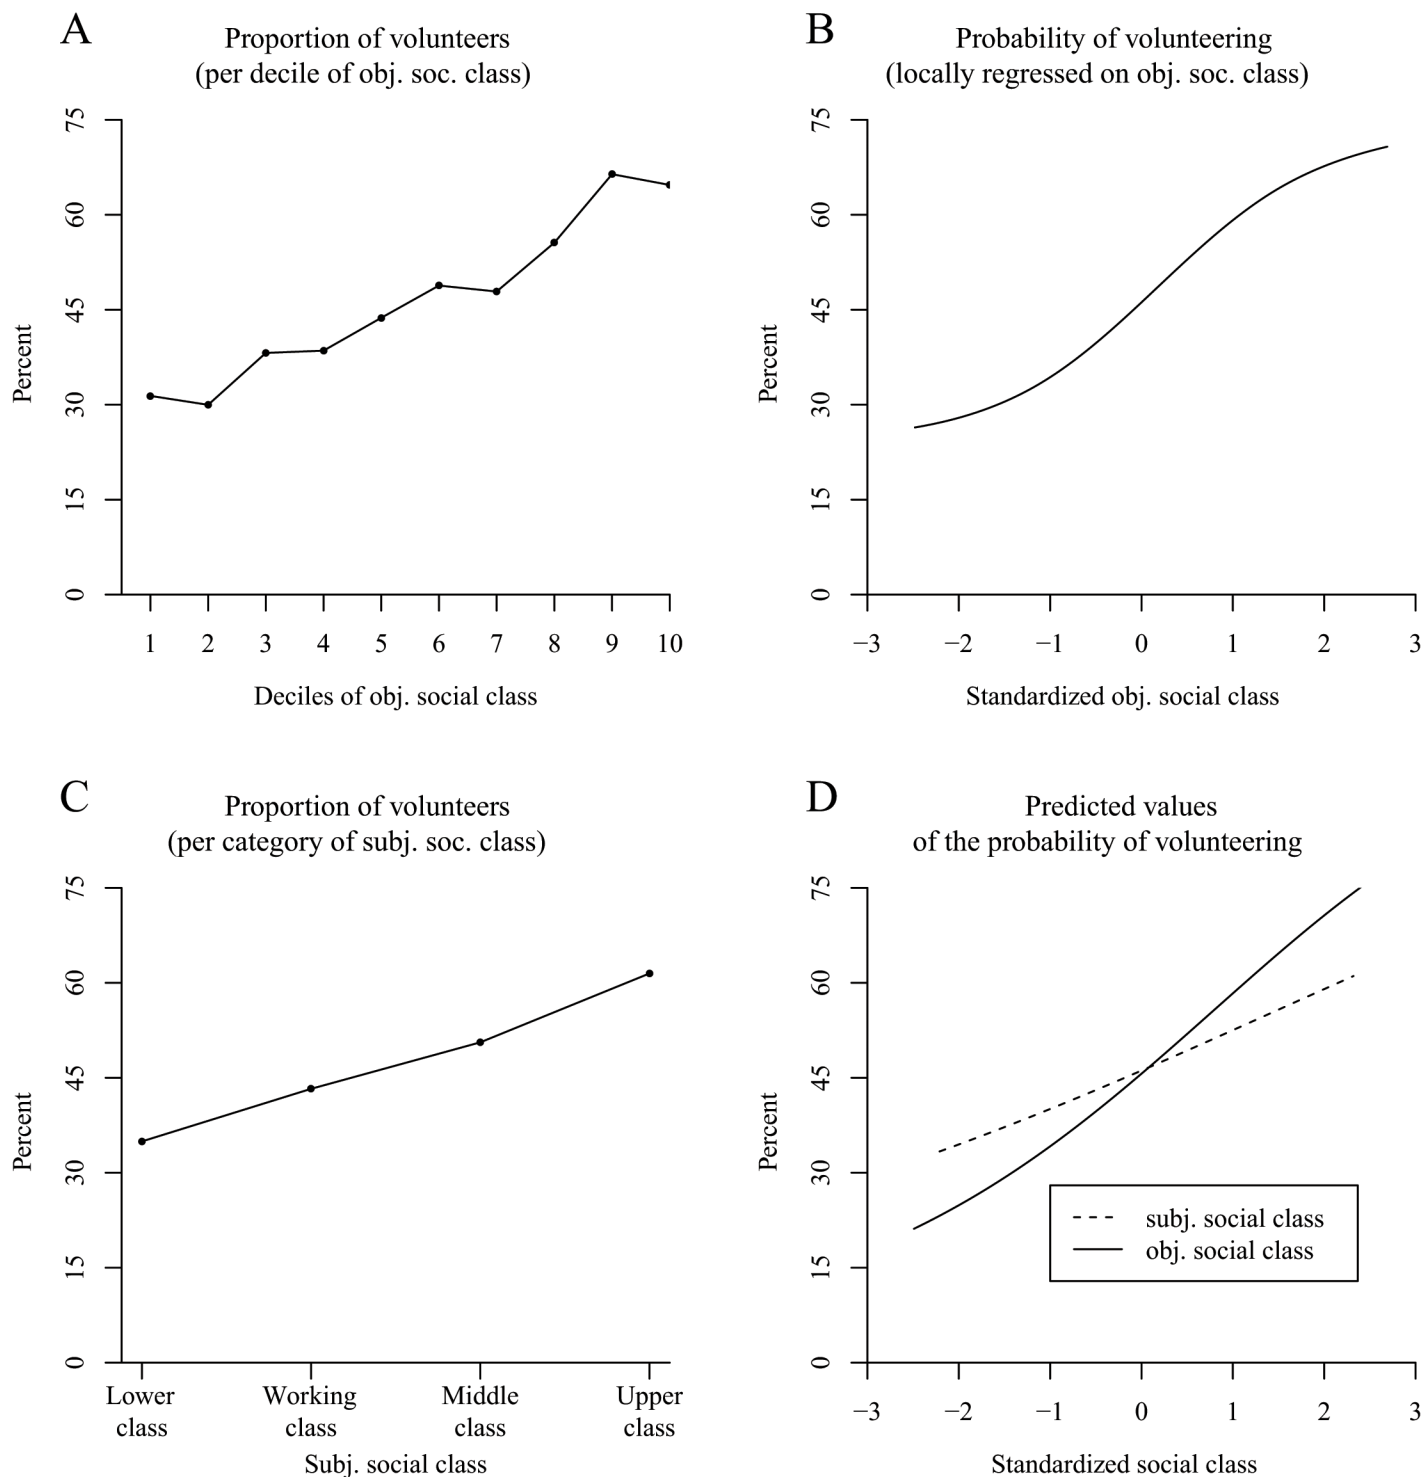 A
Proportion of volunteers
(per decile of obj. soc. class)
Percent
75
60
45
30
15
0
1 2 3 4 5 6 7 8 9 10
Deciles of obj. social class
B
Probability of volunteering
(locally regressed on obj. soc. class)
Percent
75
60
45
30
15
0
−3 −2 −1 0 1 2 3
Standardized obj. social class
C
Proportion of volunteers
(per category of subj. soc. class)
Percent
75
60
45
30
15
0
Lower Working Middle Upper
class class class class
Subj. social class
D
Predicted values
of the probability of volunteering
Percent
75
60
45
30
15
0
subj. social class
obj. social class
−3 −2 −1 0 1 2 3
Standardized social class